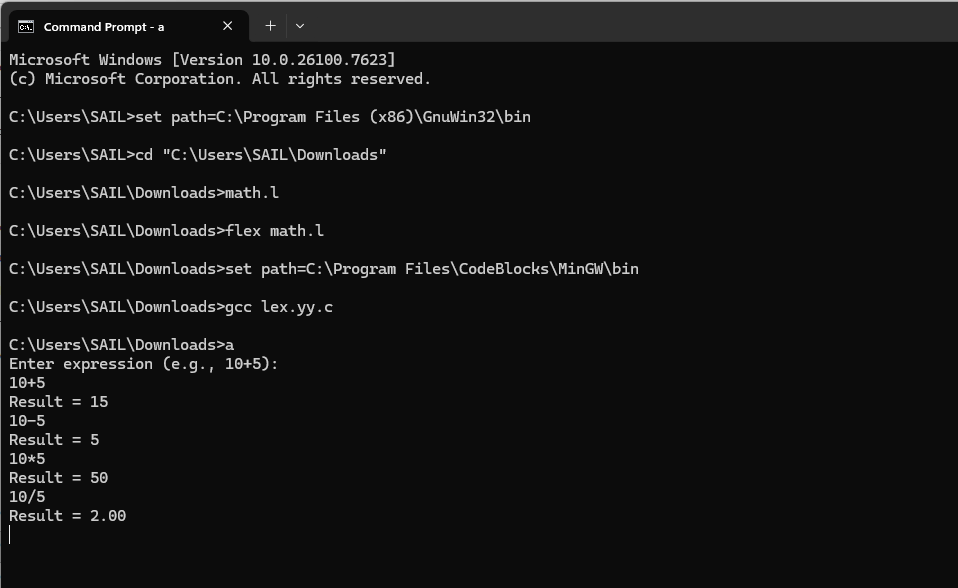 Command Prompt - a
Microsoft Windows [Version 10.0.26100.7623]
(c) Microsoft Corporation. All rights reserved.
C:\Users\SAIL>set path=C:\Program Files (x86)\GnuWin32\bin
C:\Users\SAIL>cd "C:\Users\SAIL\Downloads"
C:\Users\SAIL\Downloads>math.l
C:\Users\SAIL\Downloads>flex math.l
C:\Users\SAIL\Downloads>set path=C:\Program Files\CodeBlocks\MinGW\bin
C:\Users\SAIL\Downloads>gcc lex.yy.c
C:\Users\SAIL\Downloads>a
Enter expression (e.g., 10+5):
10+5
Result = 15
10-5
Result = 5
10*5
Result = 50
10/5
Result = 2.00